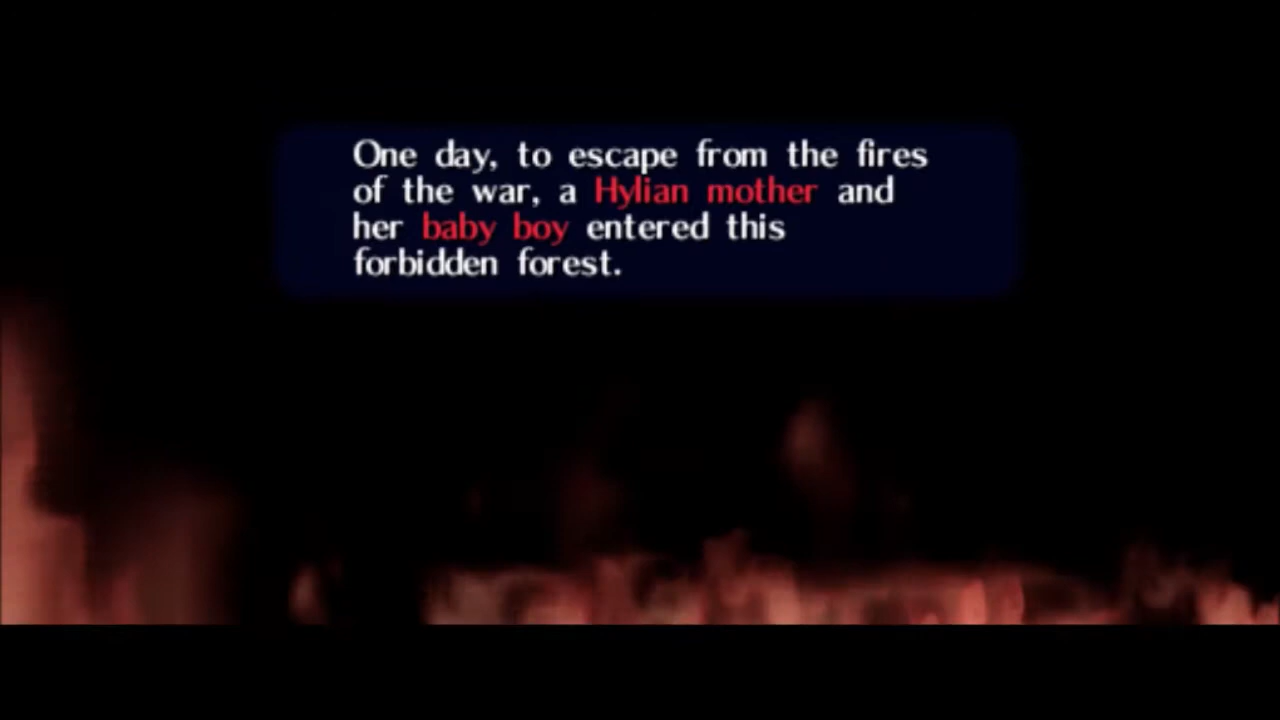 One day, to escape from the fires
of the war, a Hylian mother and
her baby boy entered this
forbidden forest.